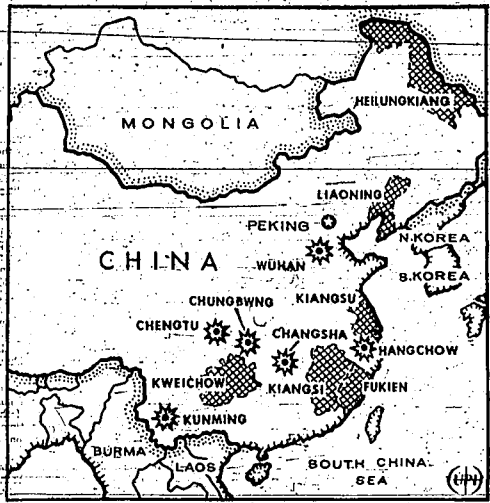 HEILUNGKIANG
MONGOLIA
LIAONING
PEKING
N. KOREA
CHINA
WUHAN
S. KOREA
KIANGSU
CHUNGBWNG
CHENGTU
CHANGSHA
HANGCHOW
KWEICHOW
KIANGSI
FUKIEN
KUNMING
BURMA
LAOS
SOUTH CHINA
SEA
UPI